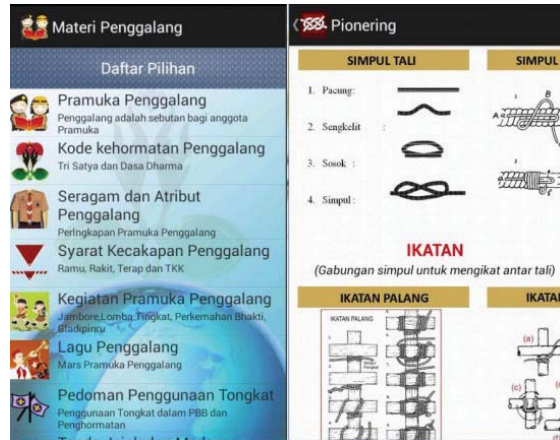 Materi Penggalang
Daftar Pilihan
Pramuka Penggalang
Penggalang adalah sebutan bagi anggota
Pramuka
Kode kehormatan Penggalang
Tri Satya dan Dasa Dharma
Seragam dan Atribut
Penggalang
Perlngkapan Pramuka Penggalang
Syarat Kecakapan Penggalang
Ramu, Rakit, Terap dan TKK
Kegiatan Pramuka Penggalang
Jambore,Lomba Tingkat, Perkemahan Bhakti,
Gladipinru
Lagu Penggalang
Mars Pramuka Penggalang
Pedoman Penggunaan Tongkat
Penggunaan Tongkat dalam PBB dan
Penghormatan
Pionering
SIMPUL TALI
SIMPUL
1. Pacung:
2. Sengkelit :
3. Sosok :
4. Simpul :
A
B
IKATAN
(Gabungan simpul untuk mengikat antar tali)
IKATAN PALANG
IKATAN PALANG
IKATAN
(a)
(c)